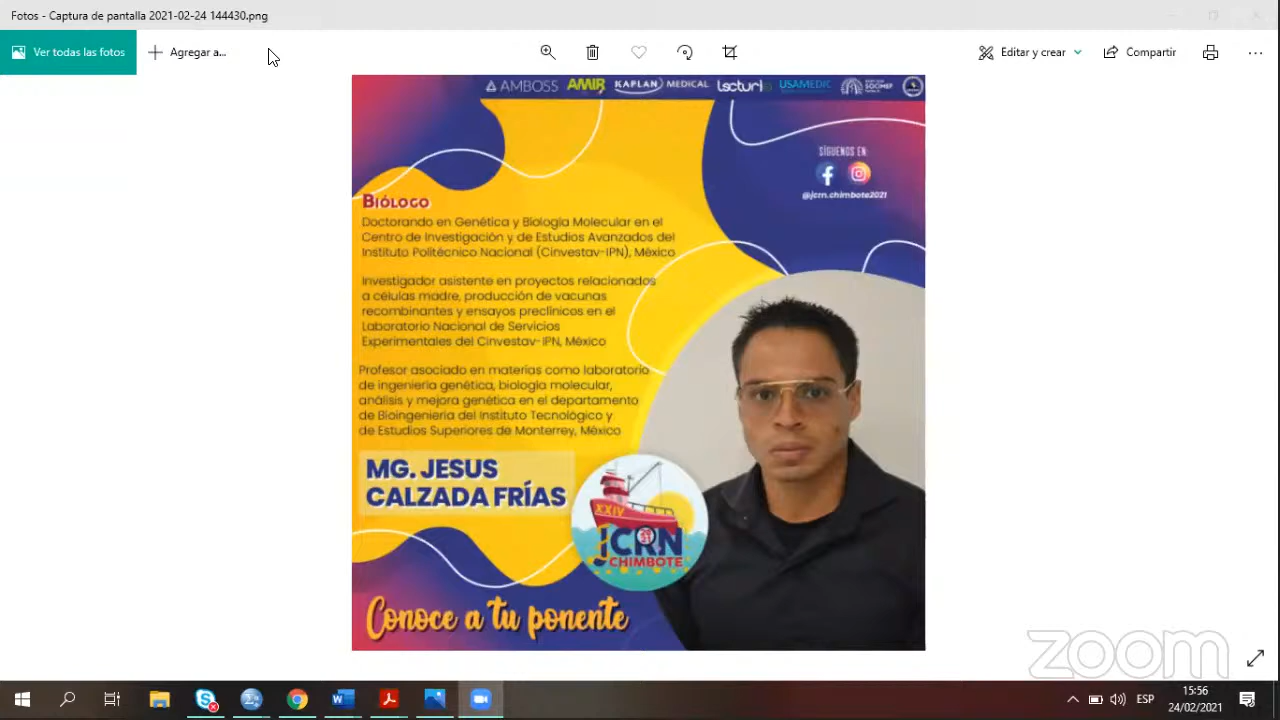 Fotos - Captura de pantalla 2021-02-24 144430.png
Ver todas las fotos
Agregar a...
Editar y crear
Compartir
AMBOSS AMIR KAPLAN MEDICAL lecturio USAMEDIC SOCIMEP
SÍGUENOS EN
@jcrn.chimbote2021
BIÓLOGO
Doctorando en Genética y Biología Molecular en el
Centro de Investigación y de Estudios Avanzados del
Instituto Politécnico Nacional (Cinvestav-IPN), México
Investigador asistente en proyectos relacionados
a células madre, producción de vacunas
recombinantes y ensayos preclínicos en el
Laboratorio Nacional de Servicios
Experimentales del Cinvestav-IPN, México
Profesor asociado en materias como laboratorio
de ingeniería genética, biología molecular,
análisis y mejora genética en el departamento
de Bioingeniería del Instituto Tecnológico y
de Estudios Superiores de Monterrey, México
MG. JESUS
CALZADA FRÍAS
XXIV
JCRN
CHIMBOTE
Conoce a tu ponente
zoom
ESP
15:56
24/02/2021